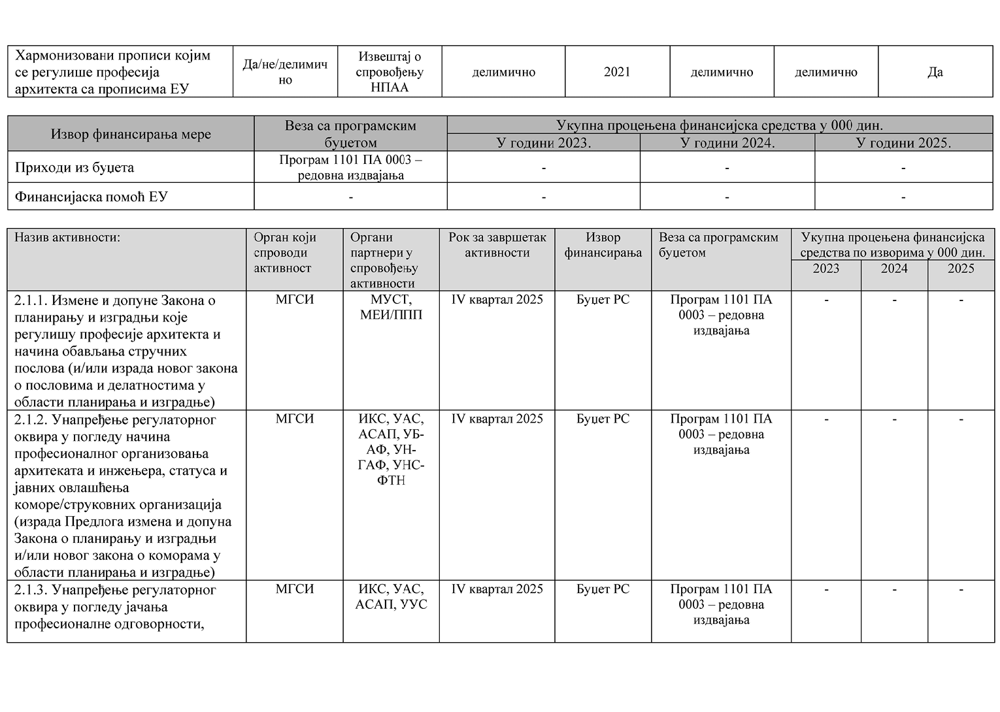 Хармонизовани прописи којим
се регулише професија
архитекта са прописима ЕУ
Да/не/делимич
но
Извештај о
спровођењу
НПАА
делимично
2021
делимично
делимично
Да
Извор финансирања мере
Веза са програмским
буџетом
Укупна процењена финансијска средства у 000 дин.
У години 2023.
У години 2024.
У години 2025.
Приходи из буџета
Програм 1101 ПА 0003 –
редовна издвајања
-
-
-
Финансијаска помоћ ЕУ
-
-
-
-
Назив активности:
Орган који
спроводи
активност
Органи
партнери у
спровођењу
активности
Рок за завршетак
активности
Извор
финансирања
Веза са програмским
буџетом
Укупна процењена финансијска
средства по изворима у 000 дин.
2023
2024
2025
2.1.1. Измене и допуне Закона о
планирању и изградњи које
регулишу професије архитекта и
начина обављања стручних
послова (и/или израда новог закона
о пословима и делатностима у
области планирања и изградње)
МГСИ
МУСТ,
МЕИ/ППП
IV квартал 2025
Буџет РС
Програм 1101 ПА
0003 – редовна
издвајања
-
-
-
2.1.2. Унапређење регулаторног
оквира у погледу начина
професионалног организовања
архитеката и инжењера, статуса и
јавних овлашћења
коморе/струковних организација
(израда Предлога измена и допуна
Закона о планирању и изградњи
и/или новог закона о коморама у
области планирања и изградње)
МГСИ
ИКС, УАС,
АСАП, УБ-
АФ, УН-
ГАФ, УНС-
ФТН
IV квартал 2025
Буџет РС
Програм 1101 ПА
0003 – редовна
издвајања
-
-
-
2.1.3. Унапређење регулаторног
оквира у погледу јачања
професионалне одговорности,
МГСИ
ИКС, УАС,
АСАП, УУС
IV квартал 2025
Буџет РС
Програм 1101 ПА
0003 – редовна
издвајања
-
-
-